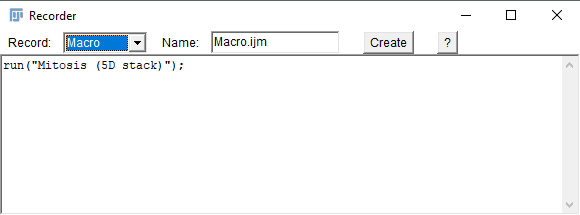 Recorder
Record: Macro Name: Macro.ijm Create ?
run("Mitosis (5D stack)");